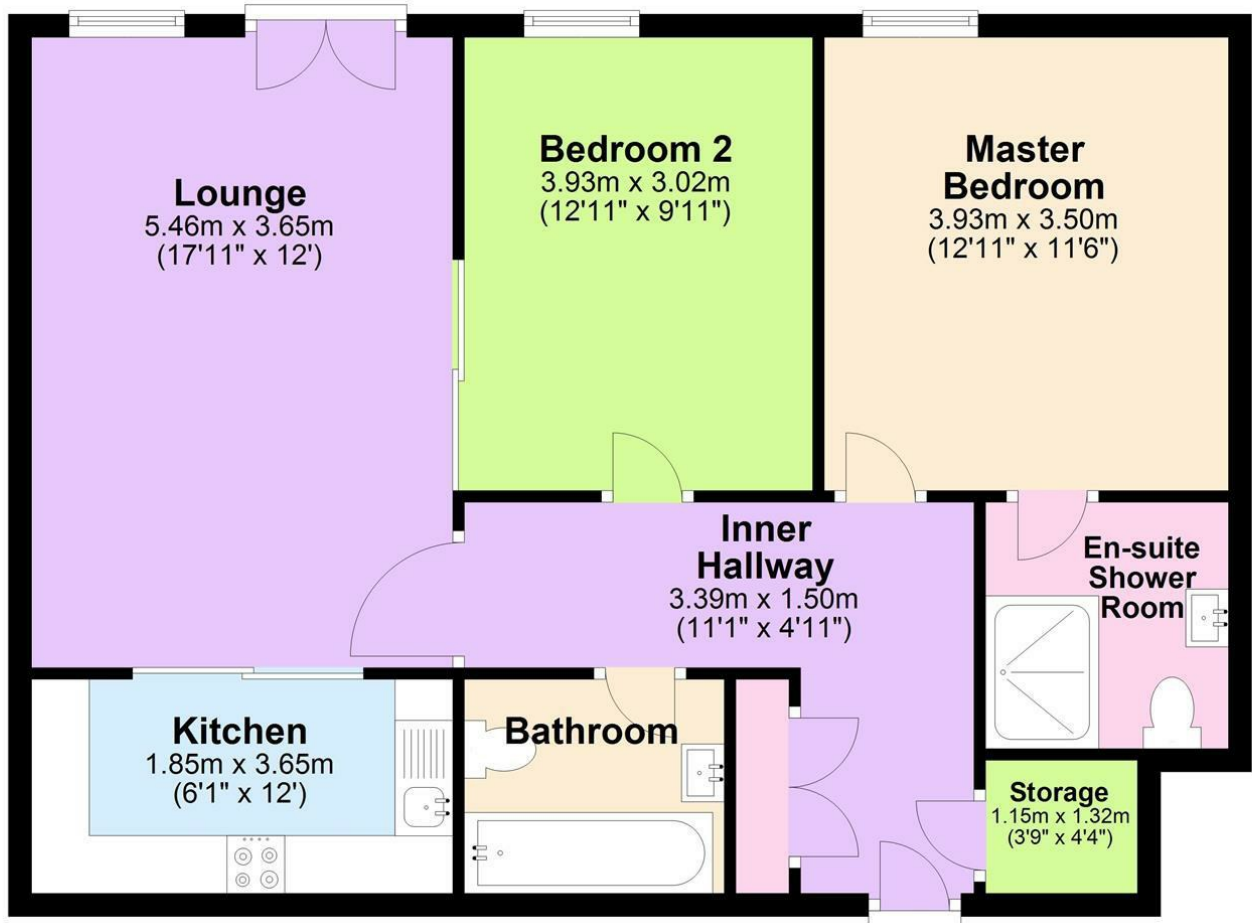 Lounge
5.46m x 3.65m
(17'11" x 12')
Bedroom 2
3.93m x 3.02m
(12'11" x 9'11")
Master
Bedroom
3.93m x 3.50m
(12'11" x 11'6")
Inner
Hallway
3.39m x 1.50m
(11'1" x 4'11")
En-suite
Shower
Room
Kitchen
1.85m x 3.65m
(6'1" x 12')
Bathroom
Storage
1.15m x 1.32m
(3'9" x 4'4")